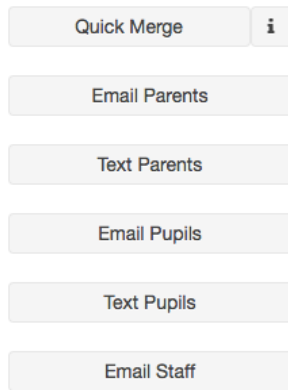 Quick Merge i
Email Parents
Text Parents
Email Pupils
Text Pupils
Email Staff